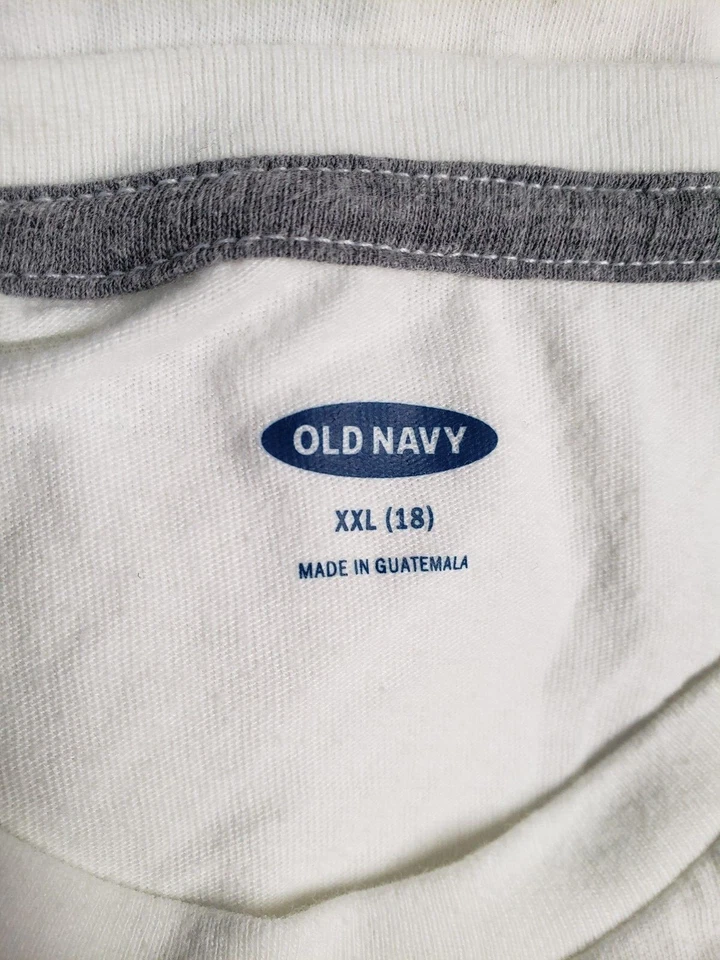 OLD NAVY
XXL (18)
MADE IN GUATEMALA